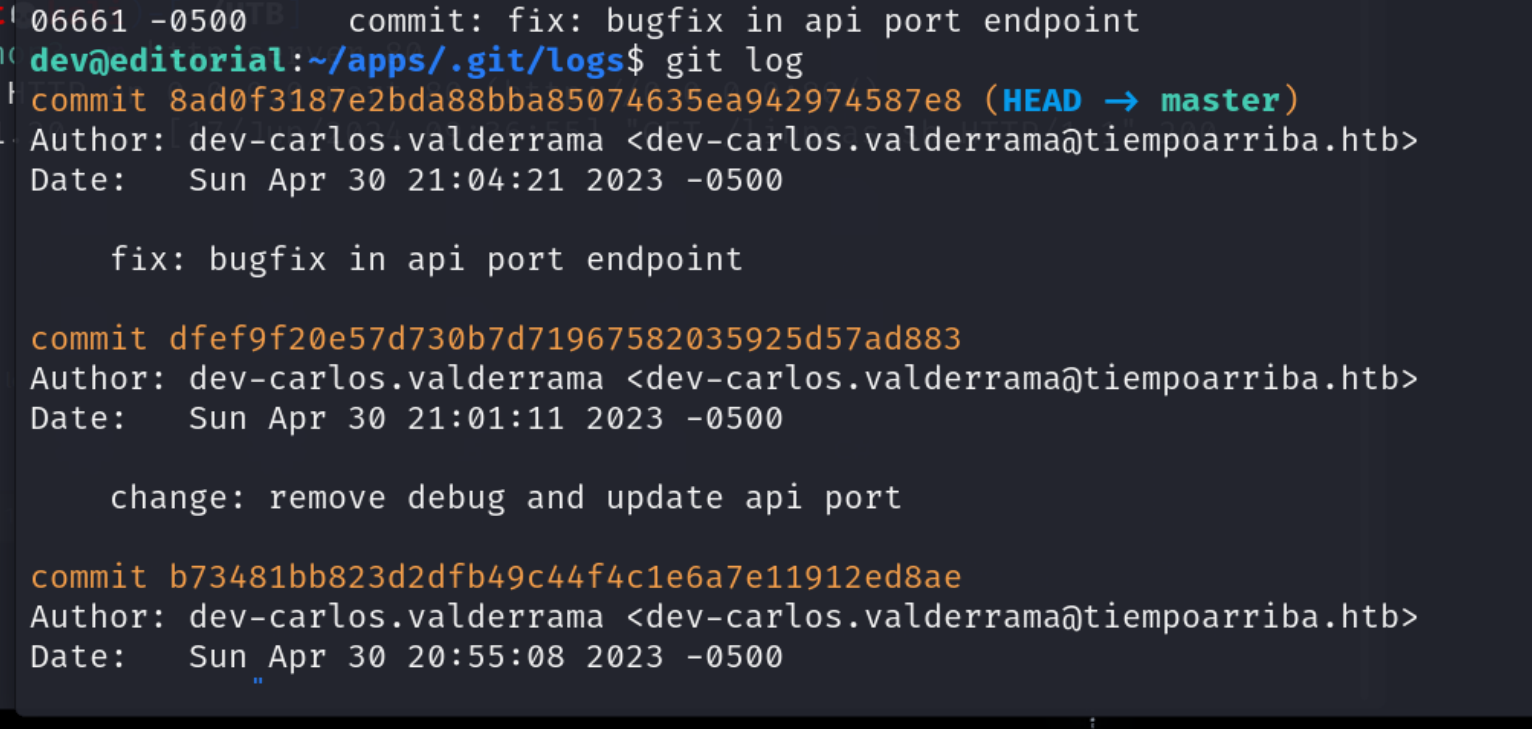 06661 -0500     commit: fix: bugfix in api port endpoint
dev@editorial:~/apps/.git/logs$ git log
commit 8ad0f3187e2bda88bba85074635ea942974587e8 (HEAD → master)
Author: dev-carlos.valderrama <dev-carlos.valderrama@tiempoarriba.htb>
Date:   Sun Apr 30 21:04:21 2023 -0500

    fix: bugfix in api port endpoint

commit dfef9f20e57d730b7d71967582035925d57ad883
Author: dev-carlos.valderrama <dev-carlos.valderrama@tiempoarriba.htb>
Date:   Sun Apr 30 21:01:11 2023 -0500

    change: remove debug and update api port

commit b73481bb823d2dfb49c44f4c1e6a7e11912ed8ae
Author: dev-carlos.valderrama <dev-carlos.valderrama@tiempoarriba.htb>
Date:   Sun Apr 30 20:55:08 2023 -0500